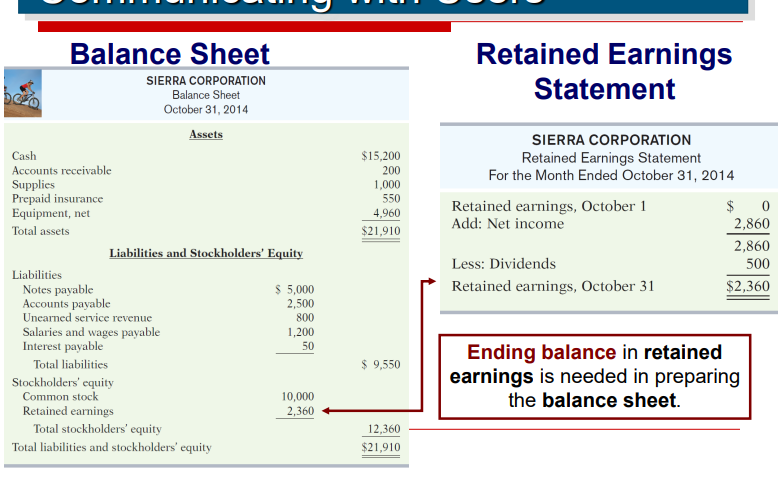 Communicating with Users
Balance Sheet
SIERRA CORPORATION
Balance Sheet
October 31, 2014
Assets
Cash $15,200
Accounts receivable 200
Supplies 1,000
Prepaid insurance 550
Equipment, net 4,960
Total assets $21,910
Liabilities and Stockholders' Equity
Liabilities
Notes payable $ 5,000
Accounts payable 2,500
Unearned service revenue 800
Salaries and wages payable 1,200
Interest payable 50
Total liabilities $ 9,550
Stockholders' equity
Common stock 10,000
Retained earnings 2,360
Total stockholders' equity 12,360
Total liabilities and stockholders' equity $21,910
Retained Earnings
Statement
SIERRA CORPORATION
Retained Earnings Statement
For the Month Ended October 31, 2014
Retained earnings, October 1 $ 0
Add: Net income 2,860
2,860
Less: Dividends 500
Retained earnings, October 31 $2,360
Ending balance in retained
earnings is needed in preparing
the balance sheet.